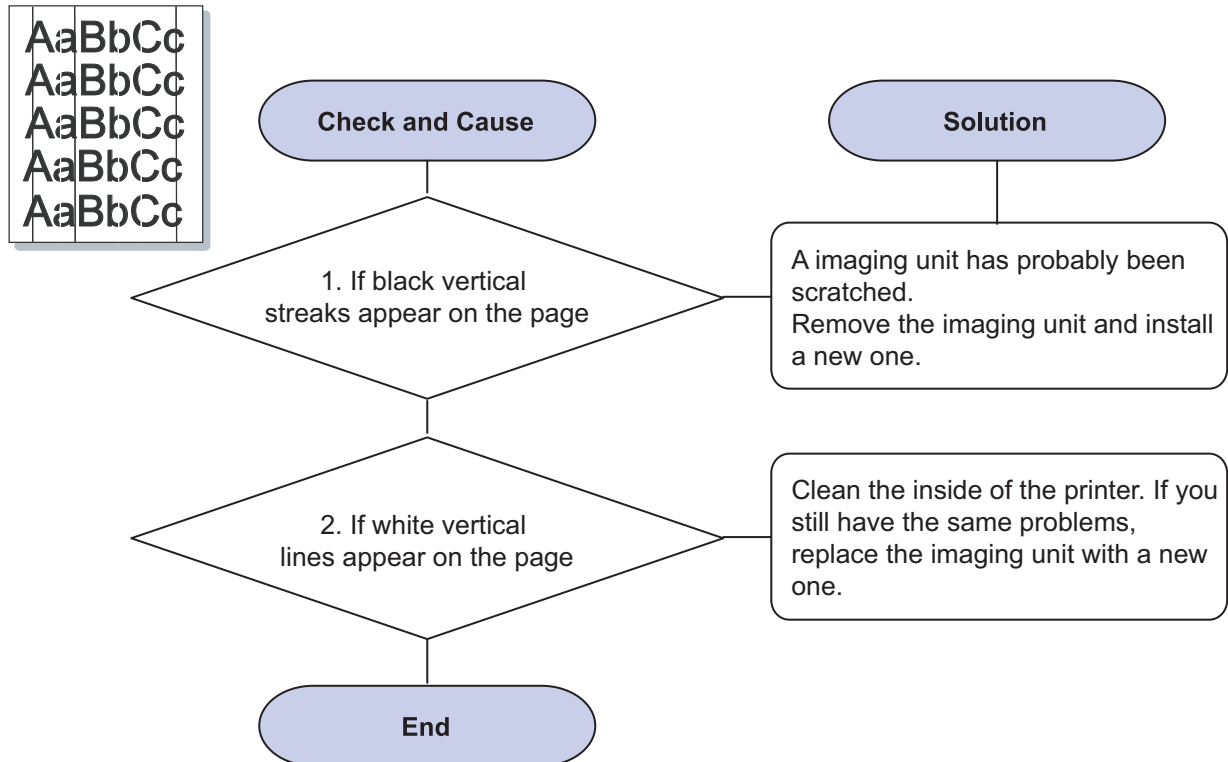 AaBbCc
AaBbCc
AaBbCc
AaBbCc
AaBbCc
Check and Cause
Solution
1. If black vertical
streaks appear on the page
A imaging unit has probably been
scratched.
Remove the imaging unit and install
a new one.
2. If white vertical
lines appear on the page
Clean the inside of the printer. If you
still have the same problems,
replace the imaging unit with a new
one.
End